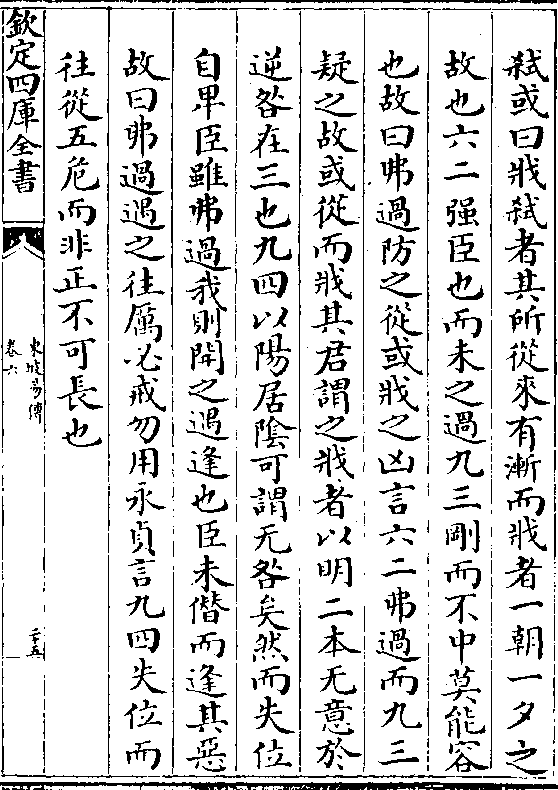 弑或曰戕弑者其所從來有漸而戕者一朝一夕之
故也六二强臣也而未之過九三剛而不中莫能容
也故曰弗過防之從或戕之凶言六二弗過而九三
疑之故或從而戕其君謂之戕者以明二本无意於
逆咎在三也九四以陽居隂可謂无咎矣然而失位
自卑臣雖弗過我則開之遇逢也臣未僭而逢其惡
故曰弗過遇之往厲必戒勿用永貞言九四失位而
往從五危而非正不可長也
欽定四庫全書
東坡易傳
卷六
二十五